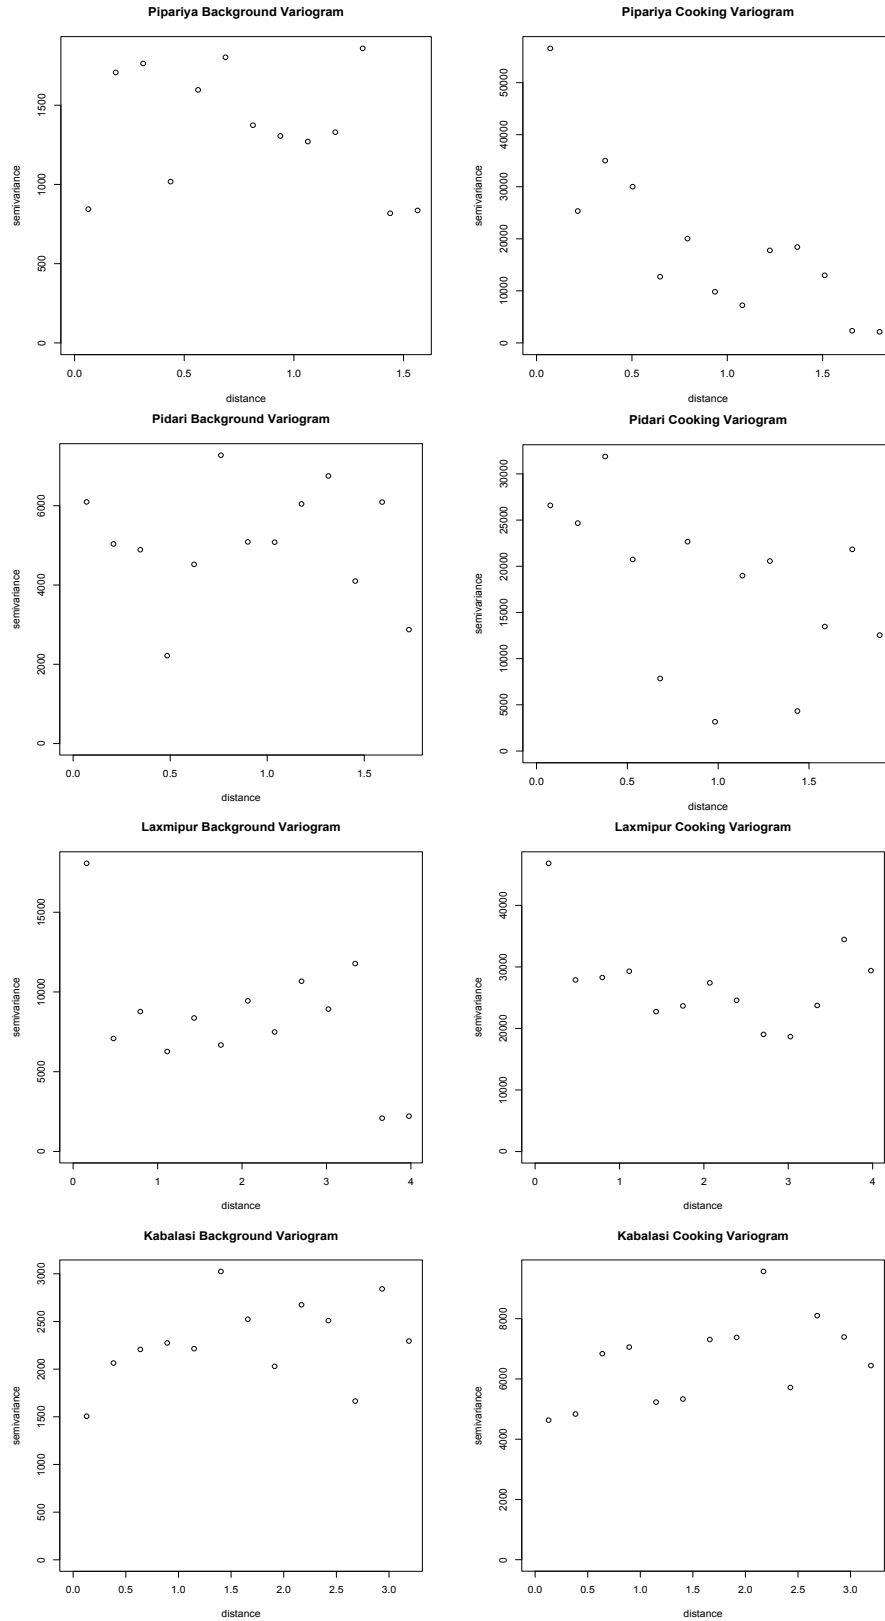 Pipariya Background Variogram
semivariance
0 500 1000 1500
0.0 0.5 1.0 1.5
distance
Pipariya Cooking Variogram
semivariance
0 10000 20000 30000 40000 50000
0.0 0.5 1.0 1.5
distance
Pidari Background Variogram
semivariance
0 2000 4000 6000
0.0 0.5 1.0 1.5
distance
Pidari Cooking Variogram
semivariance
0 5000 10000 15000 20000 25000 30000
0.0 0.5 1.0 1.5
distance
Laxmipur Background Variogram
semivariance
0 5000 10000 15000
0 1 2 3 4
distance
Laxmipur Cooking Variogram
semivariance
0 10000 20000 30000 40000
0 1 2 3 4
distance
Kabalasi Background Variogram
semivariance
0 500 1000 1500 2000 2500 3000
0.0 0.5 1.0 1.5 2.0 2.5 3.0
distance
Kabalasi Cooking Variogram
semivariance
0 2000 4000 6000 8000
0.0 0.5 1.0 1.5 2.0 2.5 3.0
distance